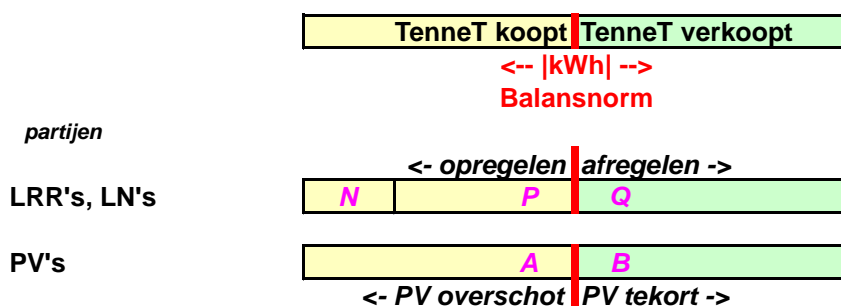 TenneT koopt TenneT verkoopt
<-- |kWh| -->
Balansnorm
partijen
<- opregelen afregelen ->
LRR's, LN's N P Q
PV's A B
<- PV overschot PV tekort ->